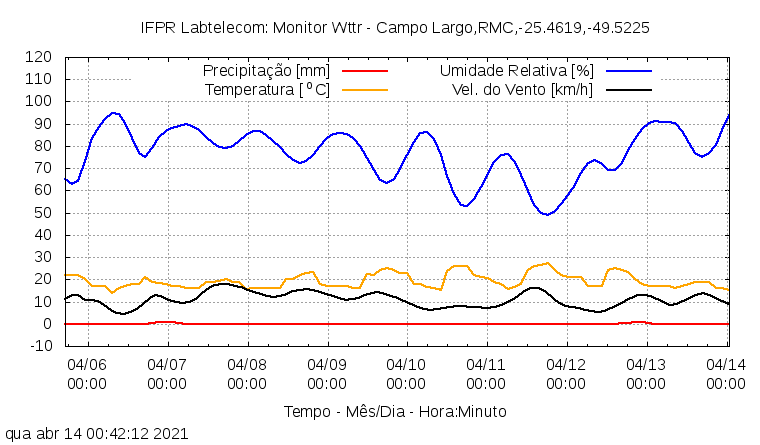 IFPR Labtelecom: Monitor Wttr - Campo Largo,RMC,-25.4619,-49.5225
120
110
100
90
80
70
60
50
40
30
20
10
0
-10
Precipitação [mm]
Temperatura [ ⁰C]
Umidade Relativa [%]
Vel. do Vento [km/h]
04/06 04/07 04/08 04/09 04/10 04/11 04/12 04/13 04/14
00:00 00:00 00:00 00:00 00:00 00:00 00:00 00:00 00:00
Tempo - Mês/Dia - Hora:Minuto
qua abr 14 00:42:12 2021